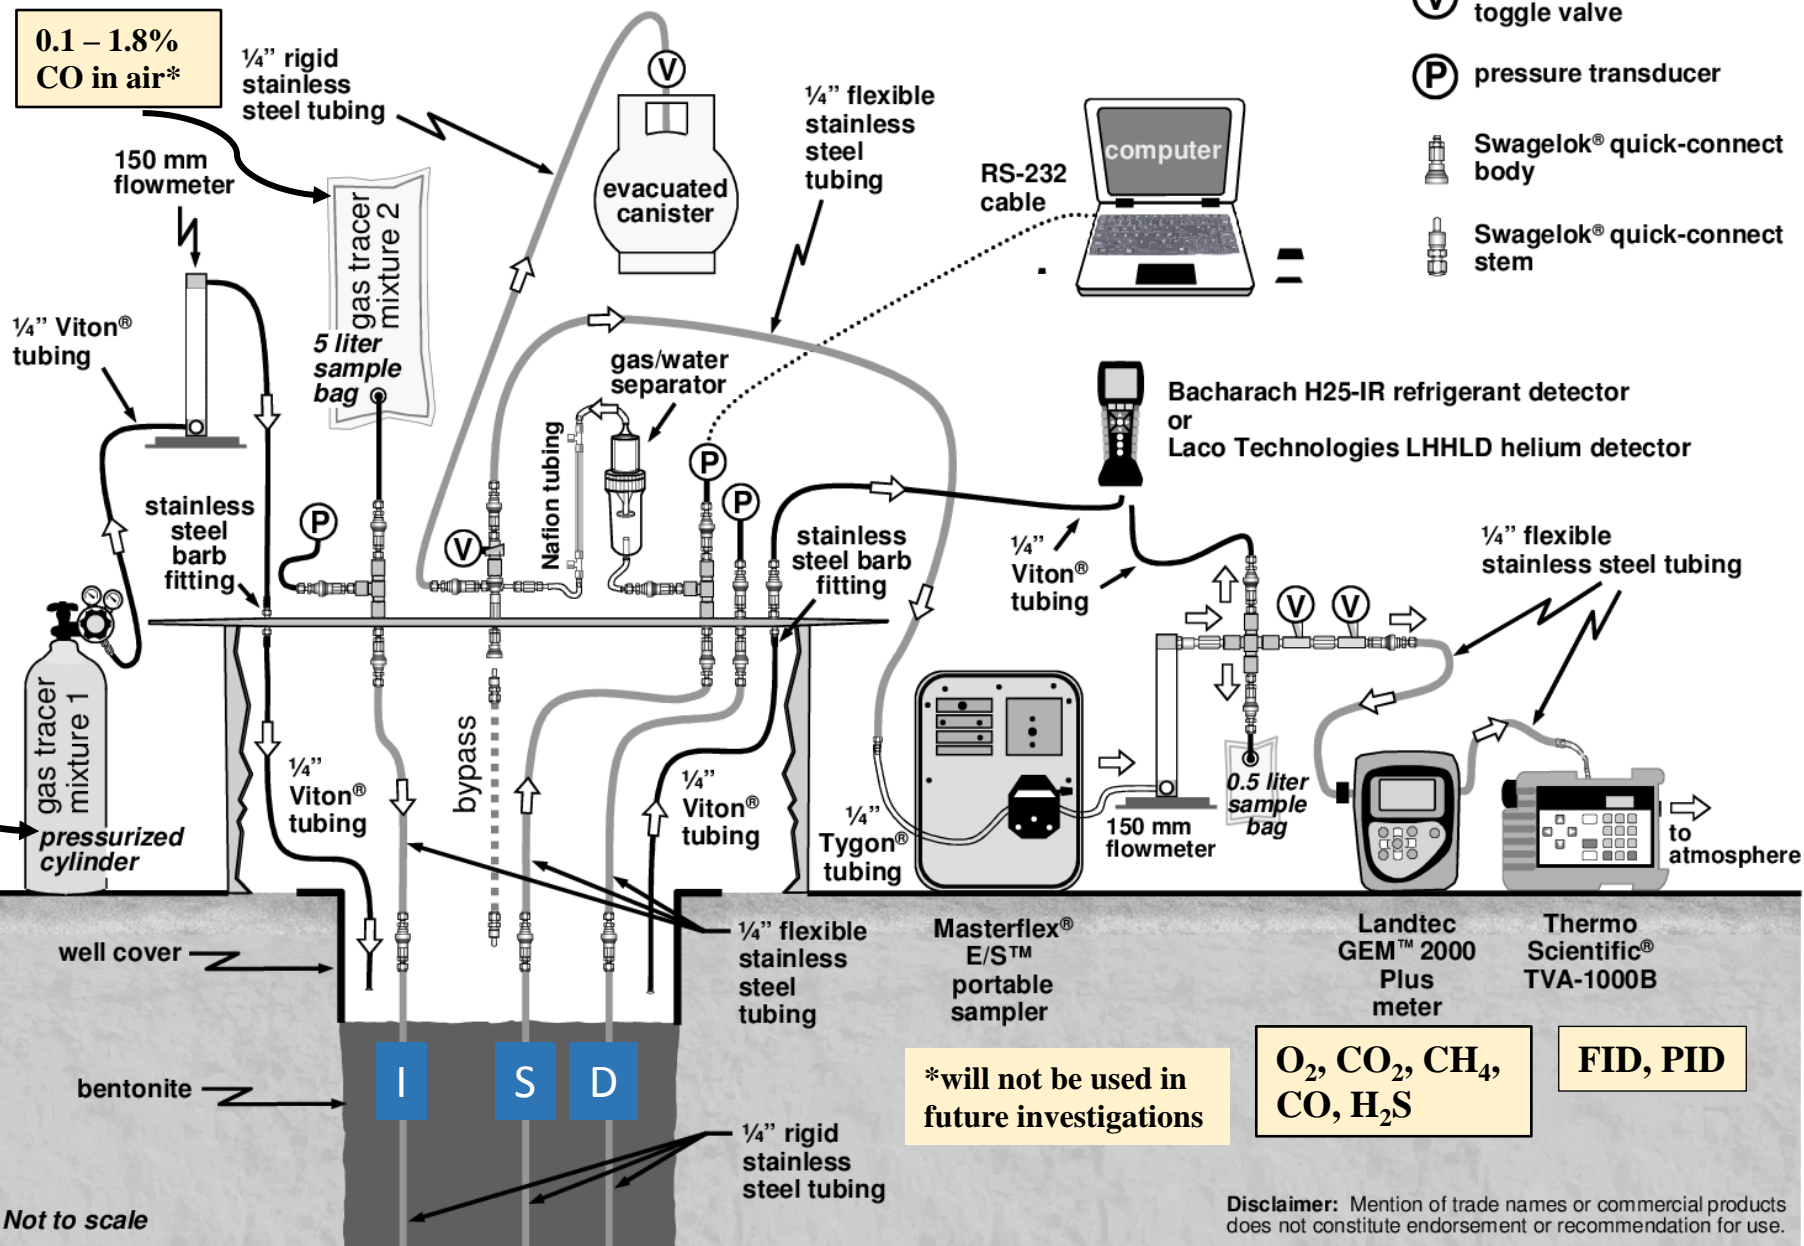 0.1 – 1.8%
CO in air*
¼” rigid
stainless
steel tubing
V
150 mm
flowmeter
gas tracer
mixture 2
5 liter
sample
bag
¼” Viton®
tubing
evacuated
canister
¼” flexible
stainless
steel
tubing
RS-232
cable
computer
V
toggle valve
P
pressure transducer
Swagelok® quick-connect
body
Swagelok® quick-connect
stem
gas/water
separator
Nafion tubing
Bacharach H25-IR refrigerant detector
or
Laco Technologies LHHLD helium detector
stainless
steel
barb
fitting
P
V
P
P
stainless
steel barb
fitting
¼”
Viton®
tubing
¼” flexible
stainless steel tubing
V
V
gas tracer
mixture 1
pressurized
cylinder
¼”
Viton®
tubing
bypass
¼”
Viton®
tubing
¼”
Tygon®
tubing
150 mm
flowmeter
0.5 liter
sample
bag
to
atmosphere
well cover
¼” flexible
stainless
steel
tubing
Masterflex®
E/S™
portable
sampler
Landtec
GEM™ 2000
Plus
meter
Thermo
Scientific®
TVA-1000B
bentonite
I
S
D
*will not be used in
future investigations
O₂, CO₂, CH₄,
CO, H₂S
FID, PID
¼” rigid
stainless
steel tubing
Not to scale
Disclaimer: Mention of trade names or commercial products
does not constitute endorsement or recommendation for use.